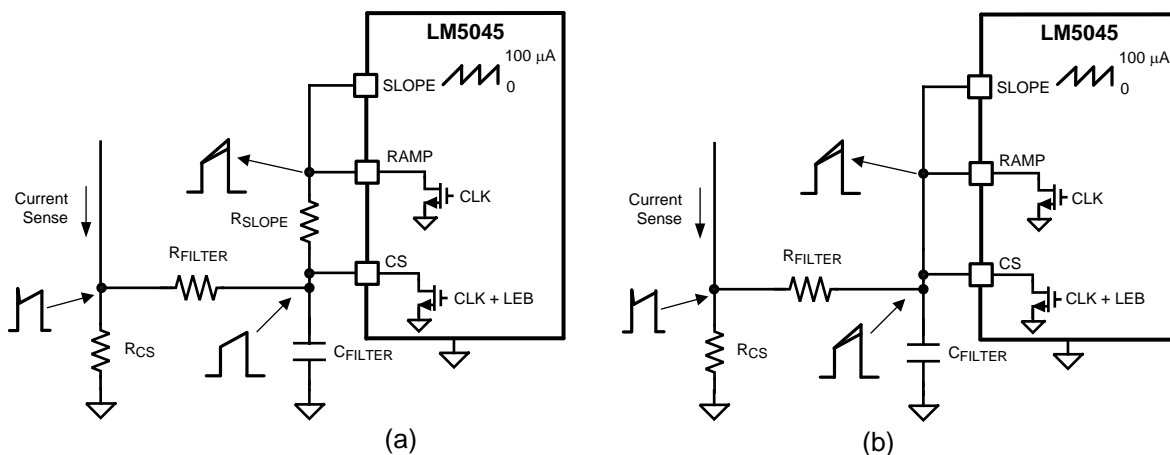 LM5045
100 μA
0
SLOPE
RAMP
CLK
Current
Sense
RSLOPE
RFILTER
CS
CLK + LEB
RCS
CFILTER
(a)
LM5045
100 μA
0
SLOPE
RAMP
CLK
Current
Sense
RFILTER
CS
CLK + LEB
RCS
CFILTER
(b)